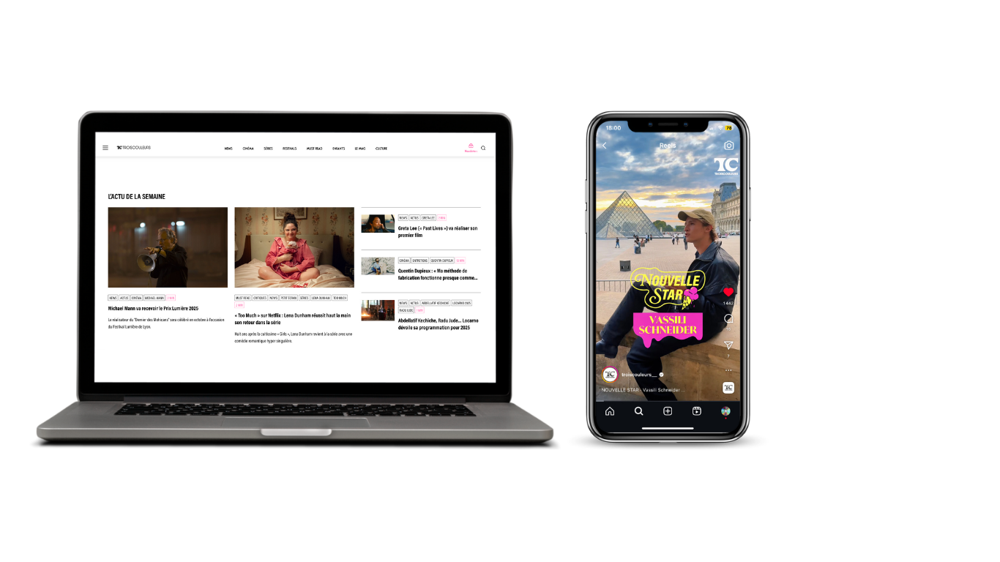 TC TROISCOULEURS
NEWS CINÉMA SÉRIES FESTIVALS MUST READ ENFANTS LE MAG CULTURE
Newsletters
L'ACTU DE LA SEMAINE
NEWS ACTUS CINÉMA MICHAEL MANN 2 MIN
Michael Mann va recevoir le Prix Lumière 2025
Le réalisateur du "Dernier des Mohicans" sera célébré en octobre à l'occasion
du Festival Lumière de Lyon.
MUST READ CRITIQUES NEWS PETIT ÉCRAN SÉRIES LENA DUNHAM TOO MUCH
2 MIN
« Too Much » sur Netflix : Lena Dunham réussit haut la main
son retour dans la série
Huit ans après la cultissime « Girls », Lena Dunham revient à la série avec une
comédie romantique hyper singulière.
NEWS ACTUS GRETA LEE 2 MIN
Greta Lee (« Past Lives ») va réaliser son
premier film
CINÉMA ENTRETIENS QUENTIN DUPIEUX
Quentin Dupieux : « Ma méthode de
fabrication fonctionne presque comme...
NEWS ACTUS ABDELLATIF KECHICHE LOCARNO 2025
RADU JUDE 1 MIN
Abdellatif Kechiche, Radu Jude... Locarno
dévoile sa programmation pour 2025
18:00
78
Reels
TC
TROISCOULEURS
NOUVELLE
STAR
VASSILI
SCHNEIDER
1 442
16
7
TC
troiscouleurs__
NOUVELLE STAR · Vassili Schneider ...
TC